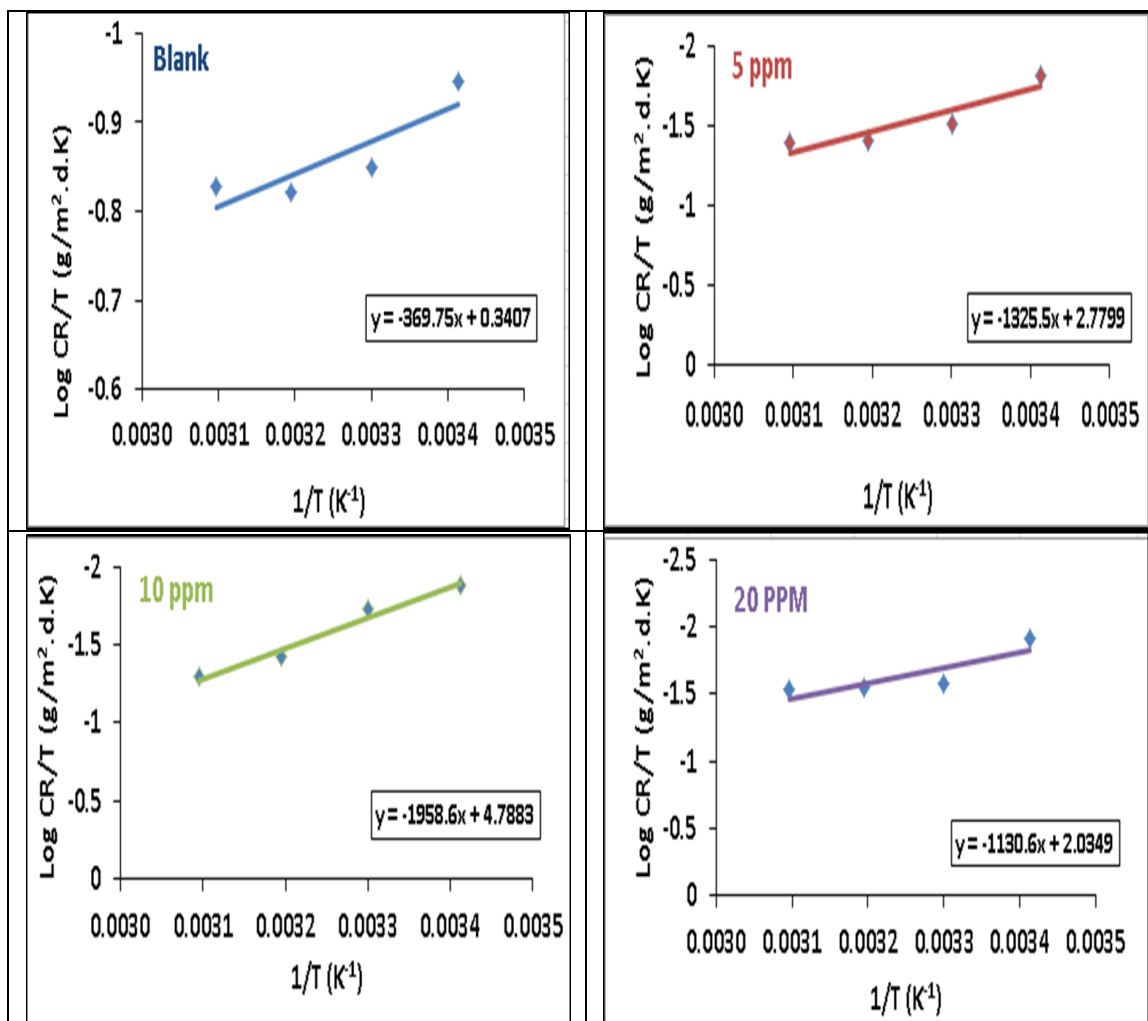 Blank
Log CR/T (g/m².d.K)
-1
-0.9
-0.8
-0.7
-0.6
y = -369.75x + 0.3407
0.0030 0.0031 0.0032 0.0033 0.0034 0.0035
1/T (K⁻¹)
5 ppm
Log CR/T (g/m².d.K)
-2
-1.5
-1
-0.5
0
y = -1325.5x + 2.7799
0.0030 0.0031 0.0032 0.0033 0.0034 0.0035
1/T (K⁻¹)
10 ppm
Log CR/T (g/m².d.K)
-2
-1.5
-1
-0.5
0
y = -1958.6x + 4.7883
0.0030 0.0031 0.0032 0.0033 0.0034 0.0035
1/T (K⁻¹)
20 PPM
Log CR/T (g/m².d.K)
-2.5
-2
-1.5
-1
-0.5
0
y = -1130.6x + 2.0349
0.0030 0.0031 0.0032 0.0033 0.0034 0.0035
1/T (K⁻¹)